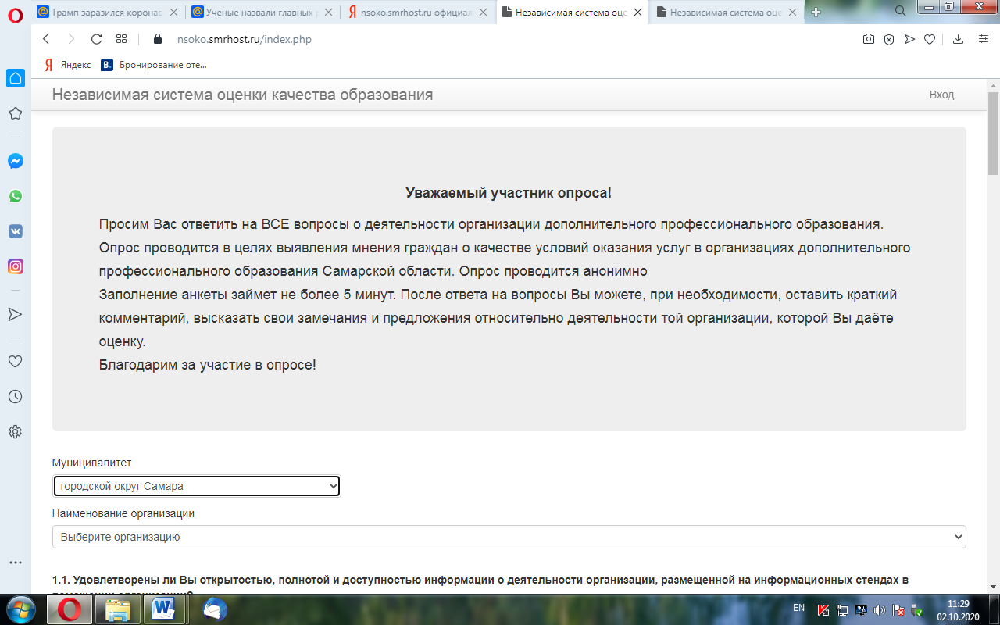 Трамп заразился коронав
Ученые назвали главных р
nsoko.smrhost.ru официал
Независимая система оце
Независимая система оце
nsoko.smrhost.ru/index.php
Яндекс
B.
Бронирование оте...
Независимая система оценки качества образования
Вход
Уважаемый участник опроса!
Просим Вас ответить на ВСЕ вопросы о деятельности организации дополнительного профессионального образования.
Опрос проводится в целях выявления мнения граждан о качестве условий оказания услуг в организациях дополнительного
профессионального образования Самарской области. Опрос проводится анонимно
Заполнение анкеты займет не более 5 минут. После ответа на вопросы Вы можете, при необходимости, оставить краткий
комментарий, высказать свои замечания и предложения относительно деятельности той организации, которой Вы даёте
оценку.
Благодарим за участие в опросе!
Муниципалитет
городской округ Самара
Наименование организации
Выберите организацию
1.1. Удовлетворены ли Вы открытостью, полнотой и доступностью информации о деятельности организации, размещенной на информационных стендах в
помещении организации?
EN
11:29
02.10.2020